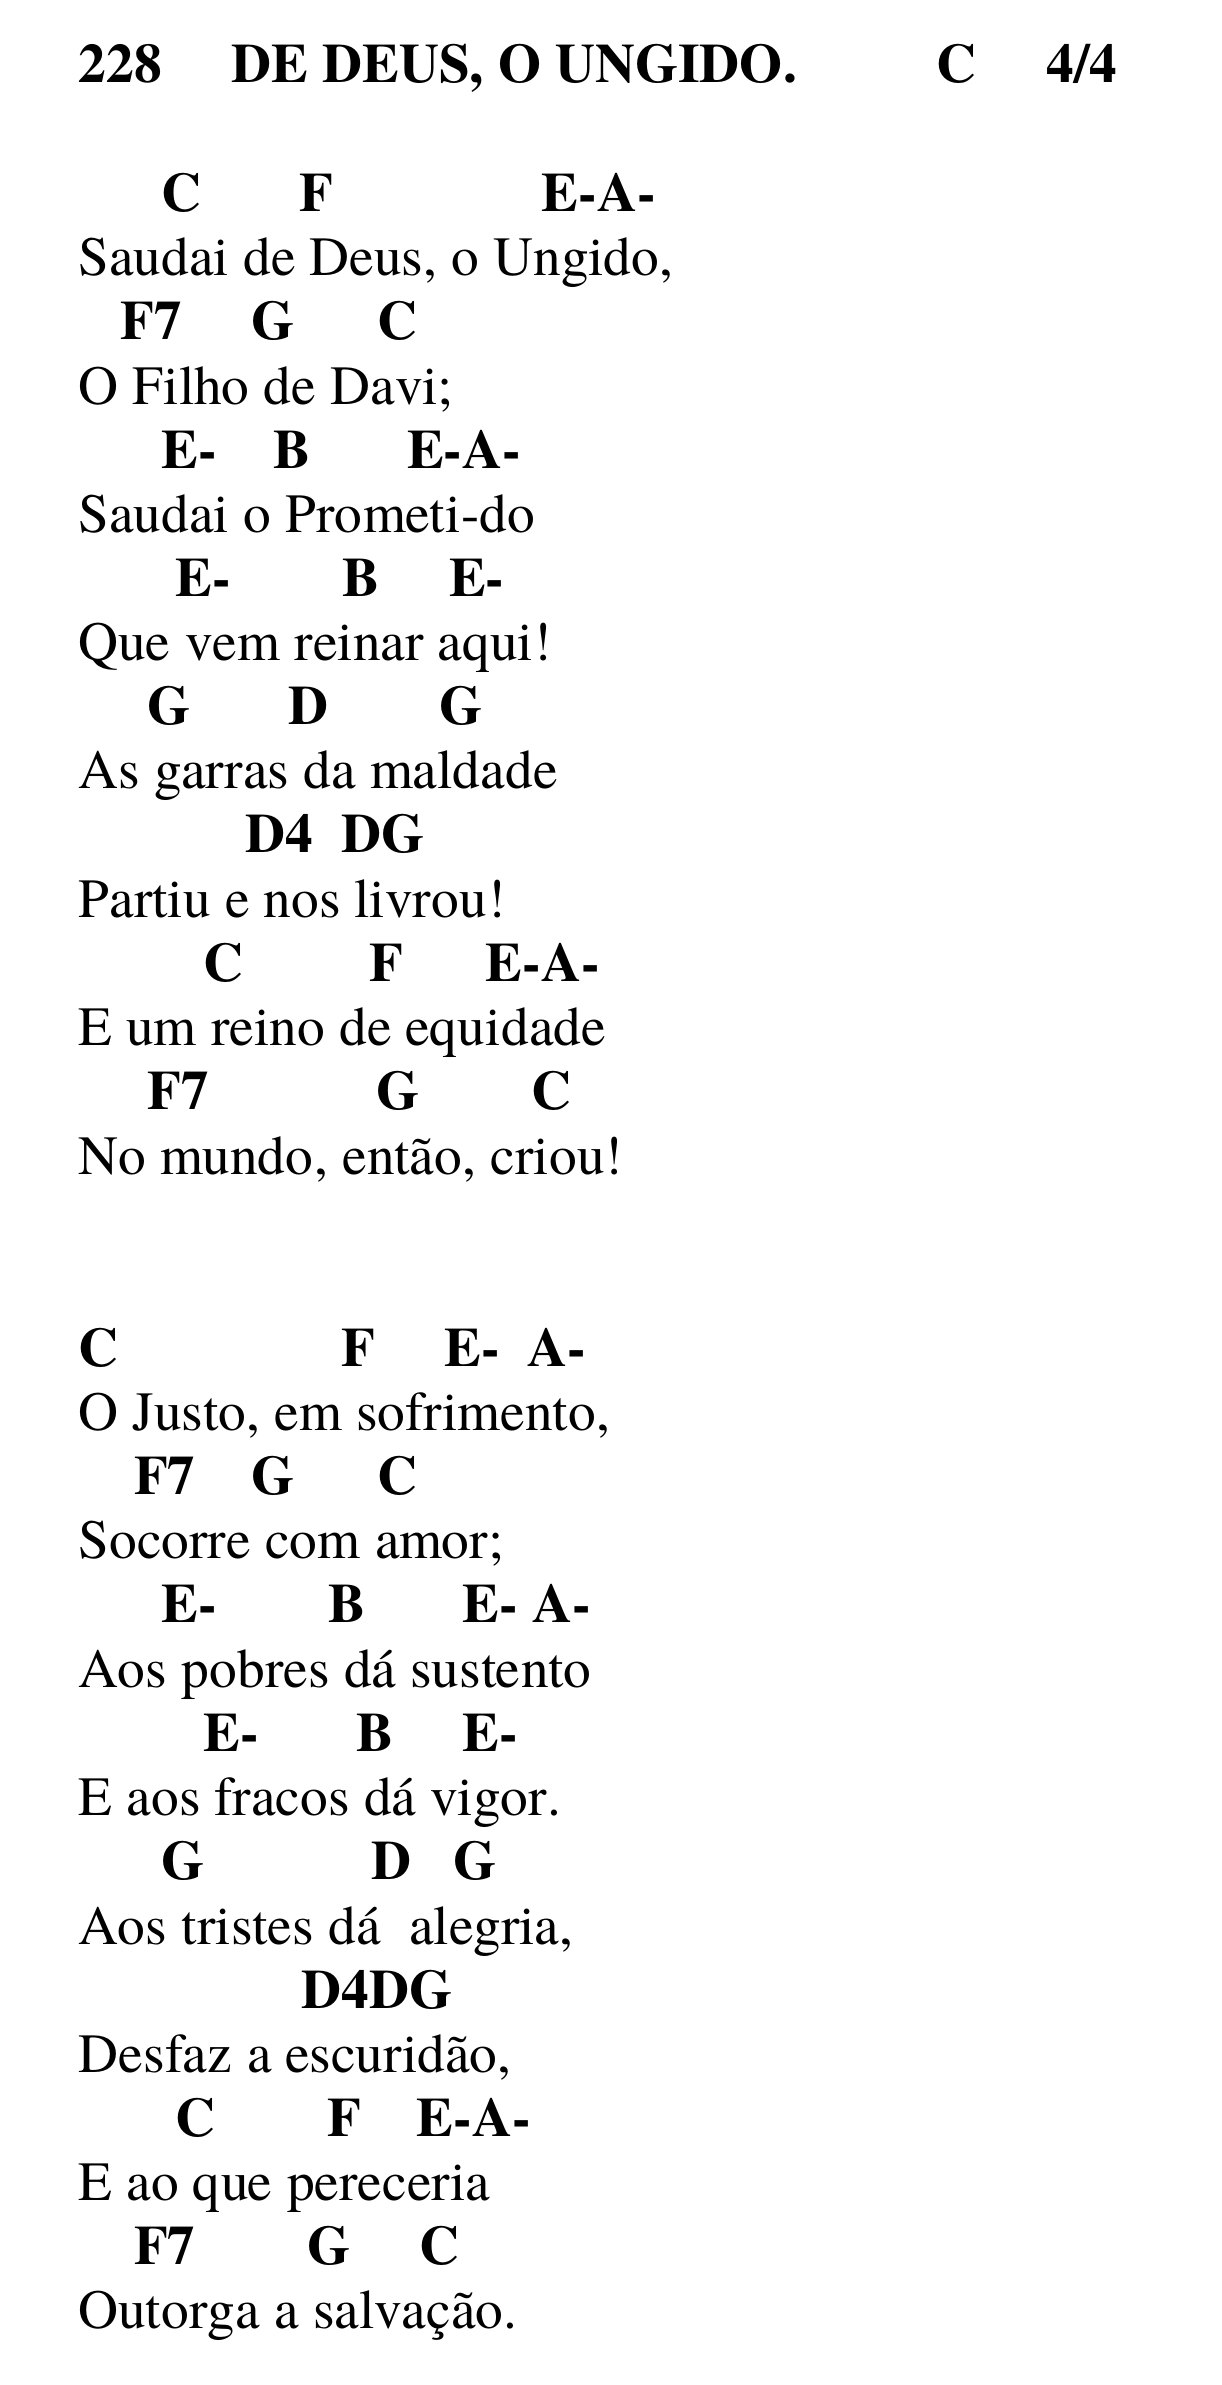 228 DE DEUS, O UNGIDO. C 4/4
C F E-A-
Saudai de Deus, o Ungido,
F7 G C
O Filho de Davi;
E- B E-A-
Saudai o Prometi-do
E- B E-
Que vem reinar aqui!
G D G
As garras da maldade
D4 DG
Partiu e nos livrou!
C F E-A-
E um reino de equidade
F7 G C
No mundo, então, criou!
C F E- A-
O Justo, em sofrimento,
F7 G C
Socorre com amor;
E- B E- A-
Aos pobres dá sustento
E- B E-
E aos fracos dá vigor.
G D G
Aos tristes dá  alegria,
D4DG
Desfaz a escuridão,
C F E-A-
E ao que pereceria
F7 G C
Outorga a salvação.